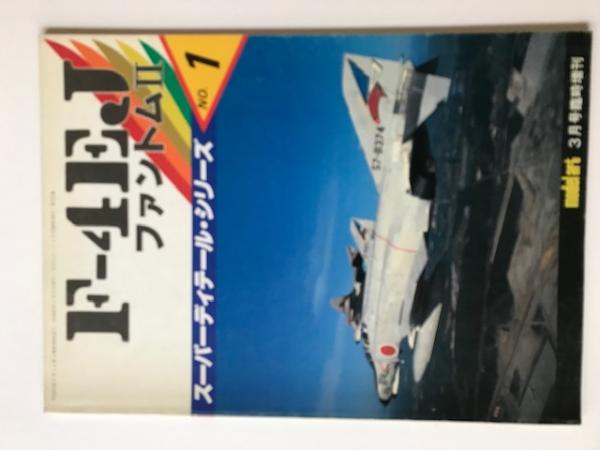 F-4EJ
ファントムⅡ
NO. 1
スーパーディテール・シリーズ
57-8374
model art 3月号臨時増刊